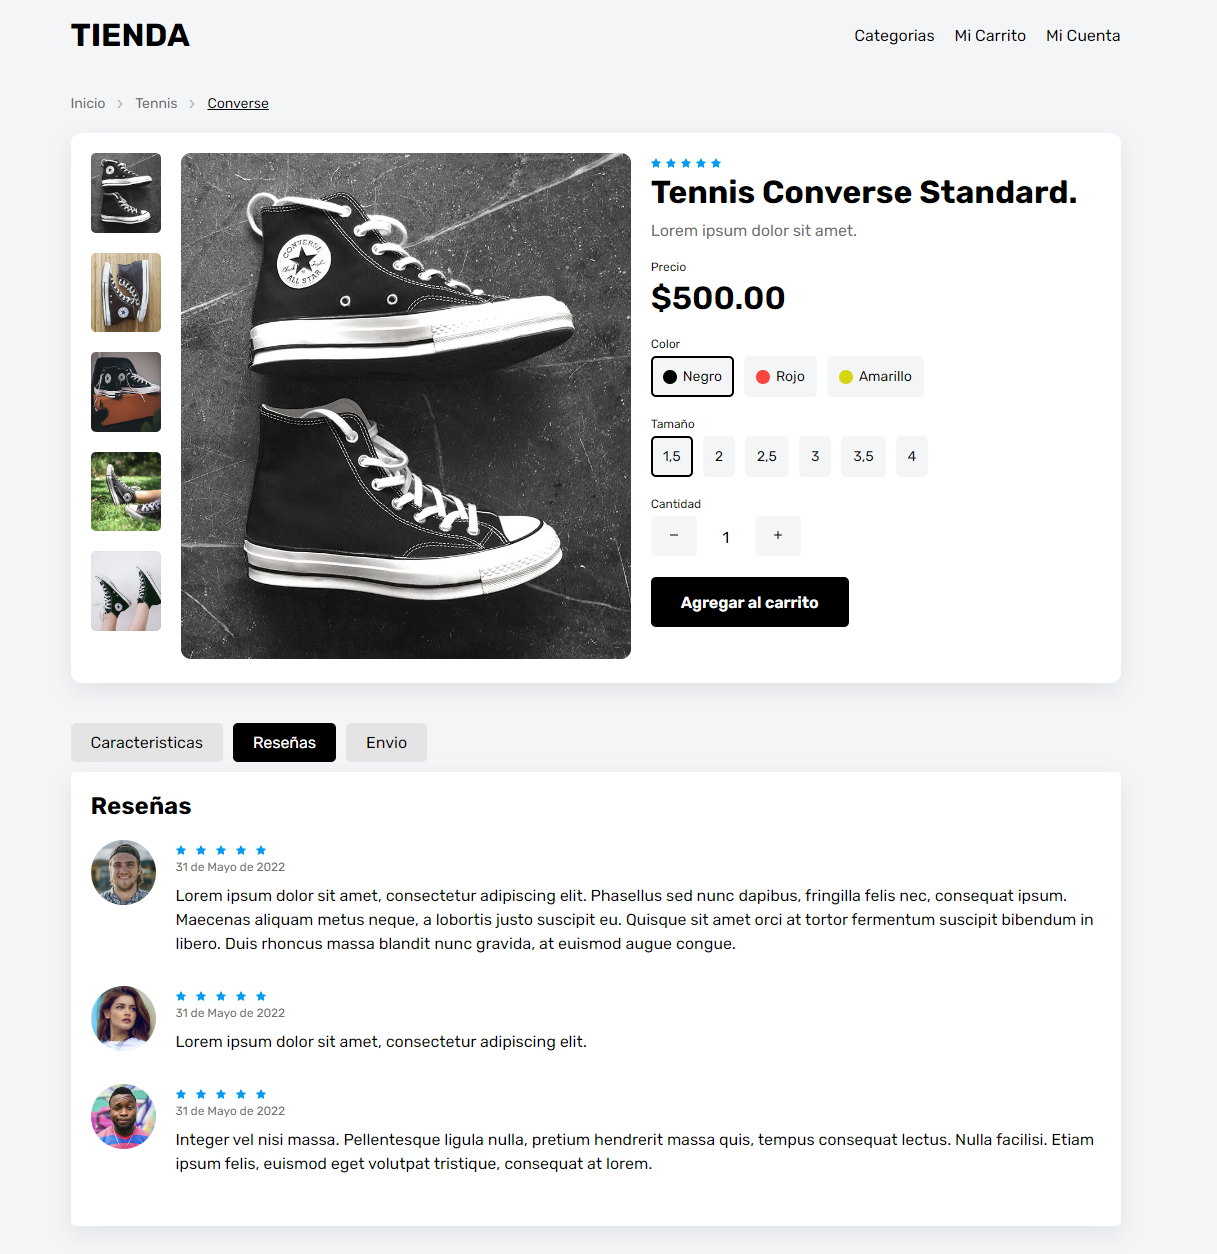 TIENDA
Categorias Mi Carrito Mi Cuenta
Inicio Tennis Converse
CONVERSE
ALL STAR
Tennis Converse Standard.
Lorem ipsum dolor sit amet.
Precio
$500.00
Color
Negro Rojo Amarillo
Tamaño
1,5 2 2,5 3 3,5 4
Cantidad
− 1 +
Agregar al carrito
Caracteristicas Reseñas Envio
Reseñas
31 de Mayo de 2022
Lorem ipsum dolor sit amet, consectetur adipiscing elit. Phasellus sed nunc dapibus, fringilla felis nec, consequat ipsum.
Maecenas aliquam metus neque, a lobortis justo suscipit eu. Quisque sit amet orci at tortor fermentum suscipit bibendum in
libero. Duis rhoncus massa blandit nunc gravida, at euismod augue congue.
31 de Mayo de 2022
Lorem ipsum dolor sit amet, consectetur adipiscing elit.
31 de Mayo de 2022
Integer vel nisi massa. Pellentesque ligula nulla, pretium hendrerit massa quis, tempus consequat lectus. Nulla facilisi. Etiam
ipsum felis, euismod eget volutpat tristique, consequat at lorem.